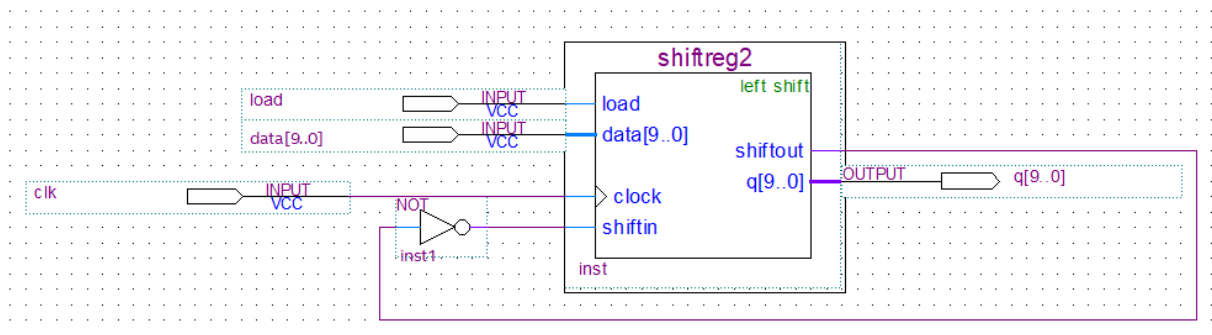 shiftreg2
left shift
load
INPUT
VCC
load
data[9..0]
INPUT
VCC
data[9..0]
shiftout
q[9..0]
OUTPUT
q[9..0]
clk
INPUT
VCC
clock
NOT
shiftin
inst1
inst